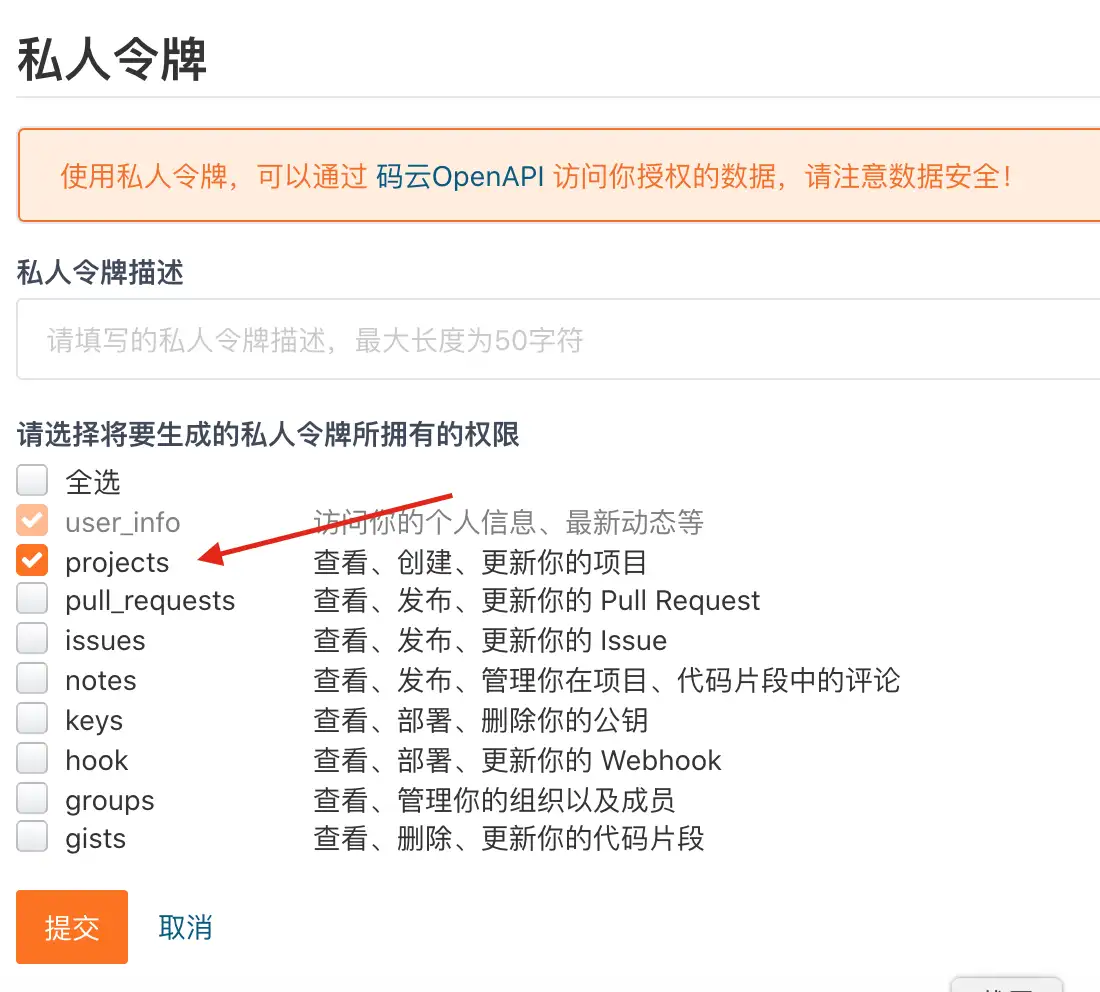 私人令牌
使用私人令牌，可以通过 码云OpenAPI 访问你授权的数据，请注意数据安全！
私人令牌描述
请填写的私人令牌描述，最大长度为50字符
请选择将要生成的私人令牌所拥有的权限
全选
user_info 访问你的个人信息、最新动态等
projects 查看、创建、更新你的项目
pull_requests 查看、发布、更新你的 Pull Request
issues 查看、发布、更新你的 Issue
notes 查看、发布、管理你在项目、代码片段中的评论
keys 查看、部署、删除你的公钥
hook 查看、部署、更新你的 Webhook
groups 查看、管理你的组织以及成员
gists 查看、删除、更新你的代码片段
提交 取消